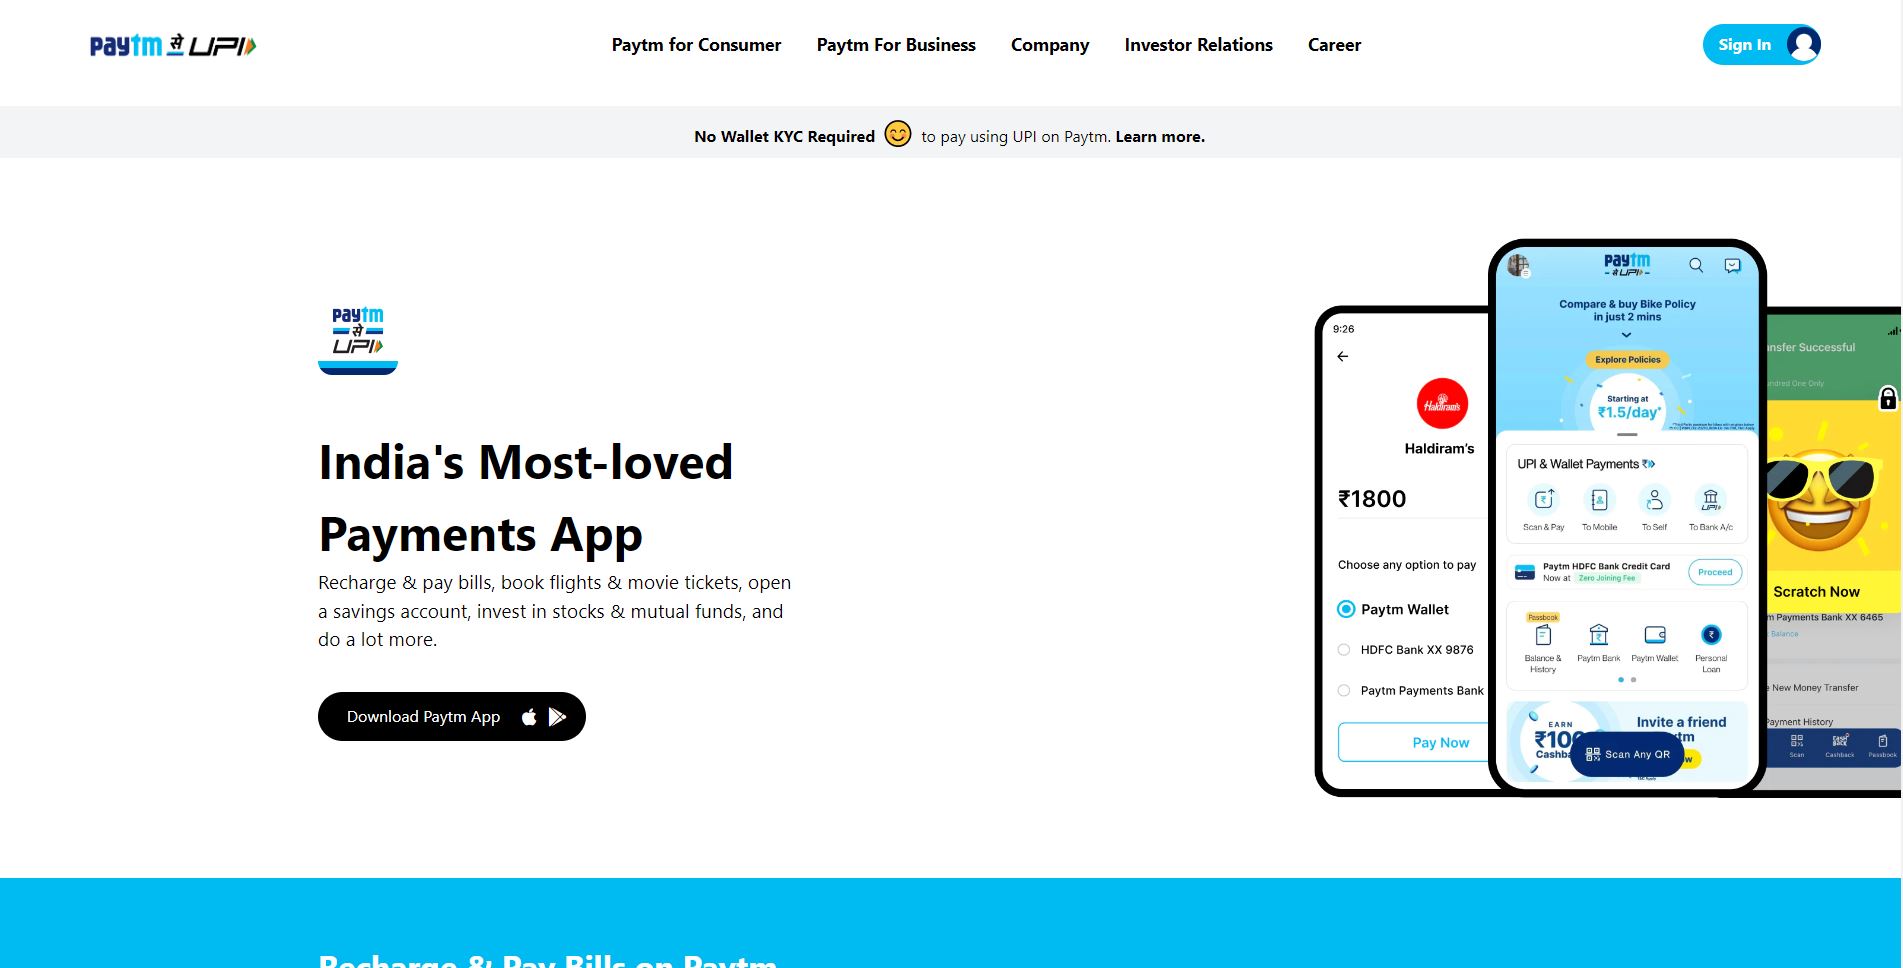 paytm से UPI
Paytm for Consumer
Paytm For Business
Company
Investor Relations
Career
Sign In
No Wallet KYC Required 😊 to pay using UPI on Paytm. Learn more.
paytm
से
UPI
India's Most-loved
Payments App
Recharge & pay bills, book flights & movie tickets, open
a savings account, invest in stocks & mutual funds, and
do a lot more.
Download Paytm App
9:26
Haldiram's
Haldiram's
₹1800
Choose any option to pay
Paytm Wallet
HDFC Bank XX 9876
Paytm Payments Bank
Pay Now
paytm
से UPI
Compare & buy Bike Policy
in just 2 mins
Explore Policies
Starting at
₹1.5/day*
UPI & Wallet Payments
Scan & Pay
To Mobile
To Self
UPI
To Bank A/c
Paytm HDFC Bank Credit Card
Now at Zero Joining Fee
Proceed
Passbook
Balance &
History
Paytm Bank
Paytm Wallet
Personal
Loan
EARN
₹100
Cashba
Invite a friend
ytm
w
Scan Any QR
nsfer Successful
ndred One Only
Scratch Now
m Payments Bank XX 6465
Balance
e New Money Transfer
Payment History
Scan
Cashback
Passbook
Recharge & Pay Bills on Paytm